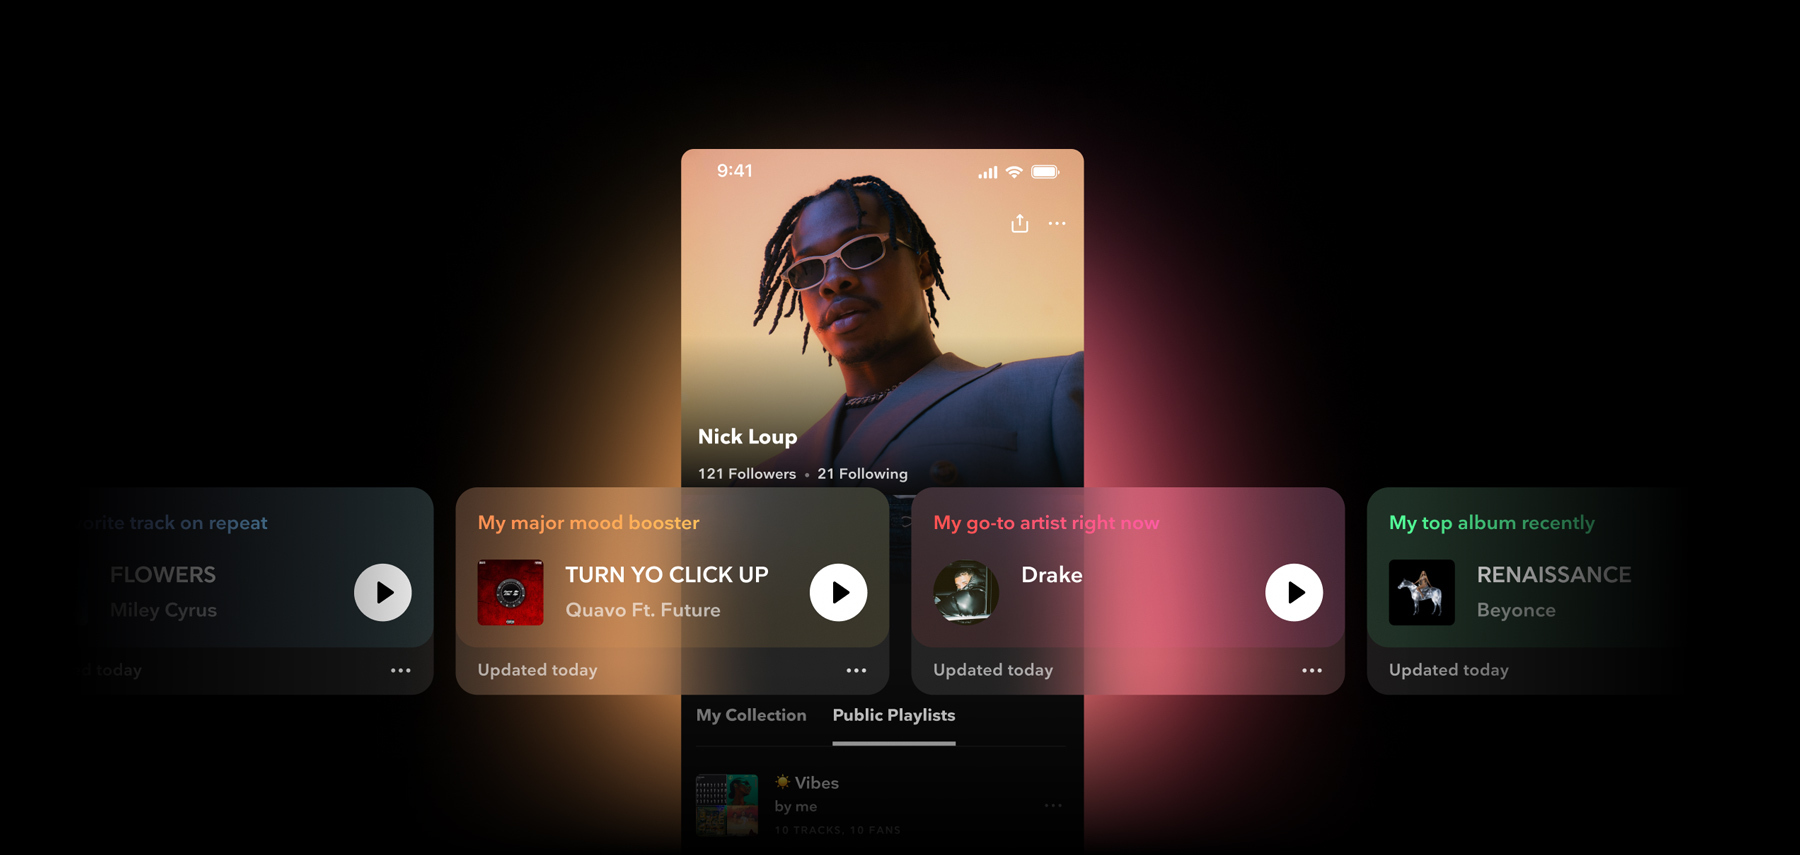 9:41
Nick Loup
121 Followers • 21 Following
orite track on repeat
FLOWERS
Miley Cyrus
d today
My major mood booster
TURN YO CLICK UP
Quavo Ft. Future
Updated today
My go-to artist right now
Drake
Updated today
My top album recently
RENAISSANCE
Beyonce
Updated today
My Collection
Public Playlists
Vibes
by me
10 TRACKS, 10 FANS